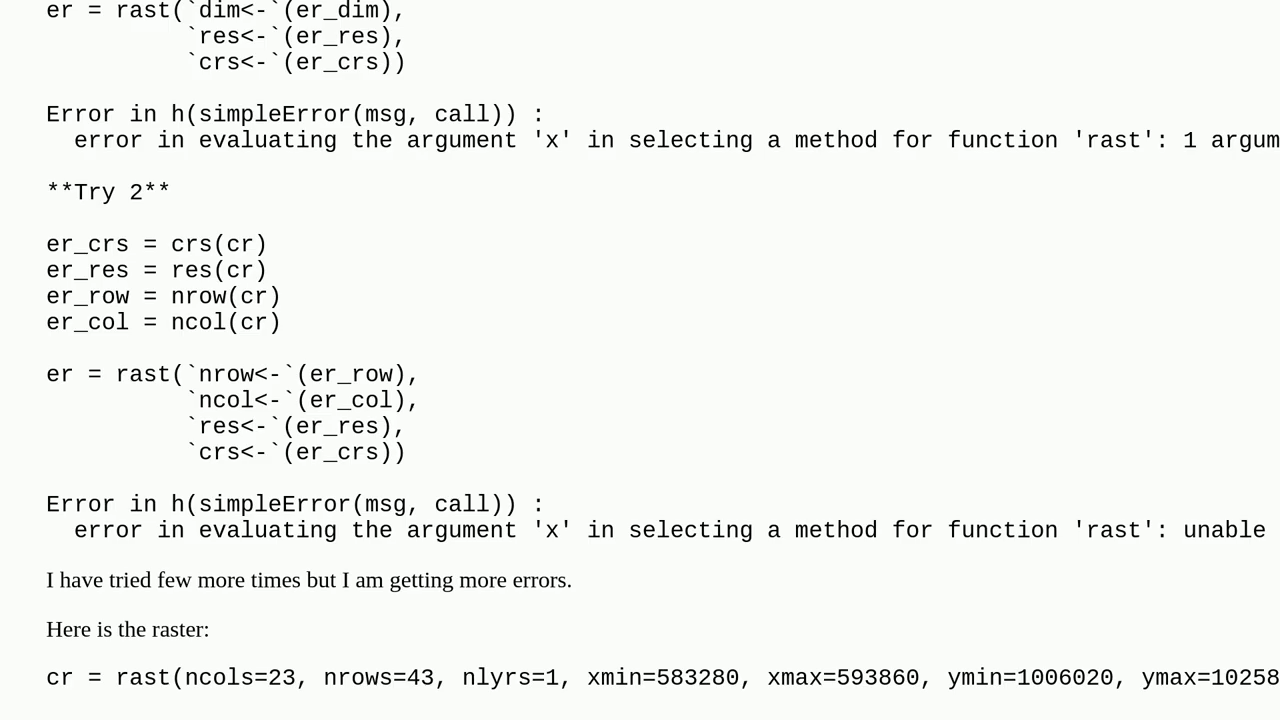 er = rast(`dim<-`(er_dim),
`res<-`(er_res),
`crs<-`(er_crs))
Error in h(simpleError(msg, call)) :
error in evaluating the argument 'x' in selecting a method for function 'rast': 1 argum
**Try 2**
er_crs = crs(cr)
er_res = res(cr)
er_row = nrow(cr)
er_col = ncol(cr)
er = rast(`nrow<-`(er_row),
`ncol<-`(er_col),
`res<-`(er_res),
`crs<-`(er_crs))
Error in h(simpleError(msg, call)) :
error in evaluating the argument 'x' in selecting a method for function 'rast': unable
I have tried few more times but I am getting more errors.
Here is the raster:
cr = rast(ncols=23, nrows=43, nlyrs=1, xmin=583280, xmax=593860, ymin=1006020, ymax=10258